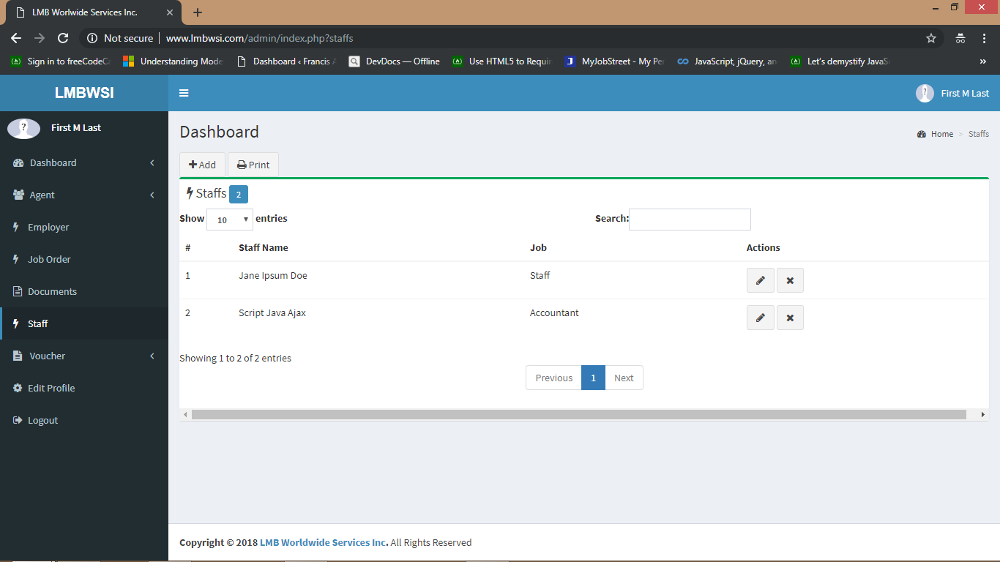 LMB Worlwide Services Inc.
Not secure www.lmbwsi.com/admin/index.php?staffs
Sign in to freeCodeCa Understanding Mode Dashboard ‹ Francis A DevDocs — Offline Use HTML5 to Requir MyJobStreet - My Per JavaScript, jQuery, an Let's demystify JavaS »
LMBWSI
First M Last
First M Last
Dashboard
Agent
Employer
Job Order
Documents
Staff
Voucher
Edit Profile
Logout
Dashboard
Home > Staffs
Add Print
Staffs 2
Show 10 entries Search:
# Staff Name Job Actions
1 Jane Ipsum Doe Staff
2 Script Java Ajax Accountant
Showing 1 to 2 of 2 entries
Previous 1 Next
Copyright © 2018 LMB Worldwide Services Inc. All Rights Reserved